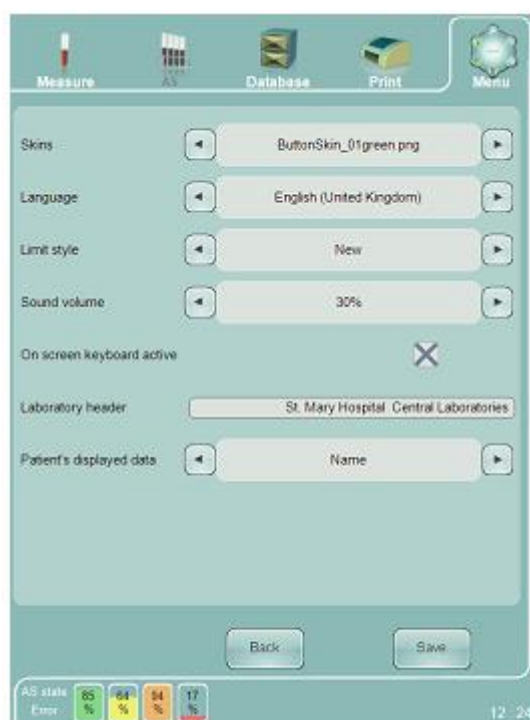 Measure AS Database Print Menu
Skins ButtonSkin_01green.png
Language English (United Kingdom)
Limit style New
Sound volume 30%
On screen keyboard active
Laboratory header St. Mary Hospital Central Laboratories
Patient's displayed data Name
Back Save
AS state
Error
85 % 64 % 94 % 17 %
12 : 24